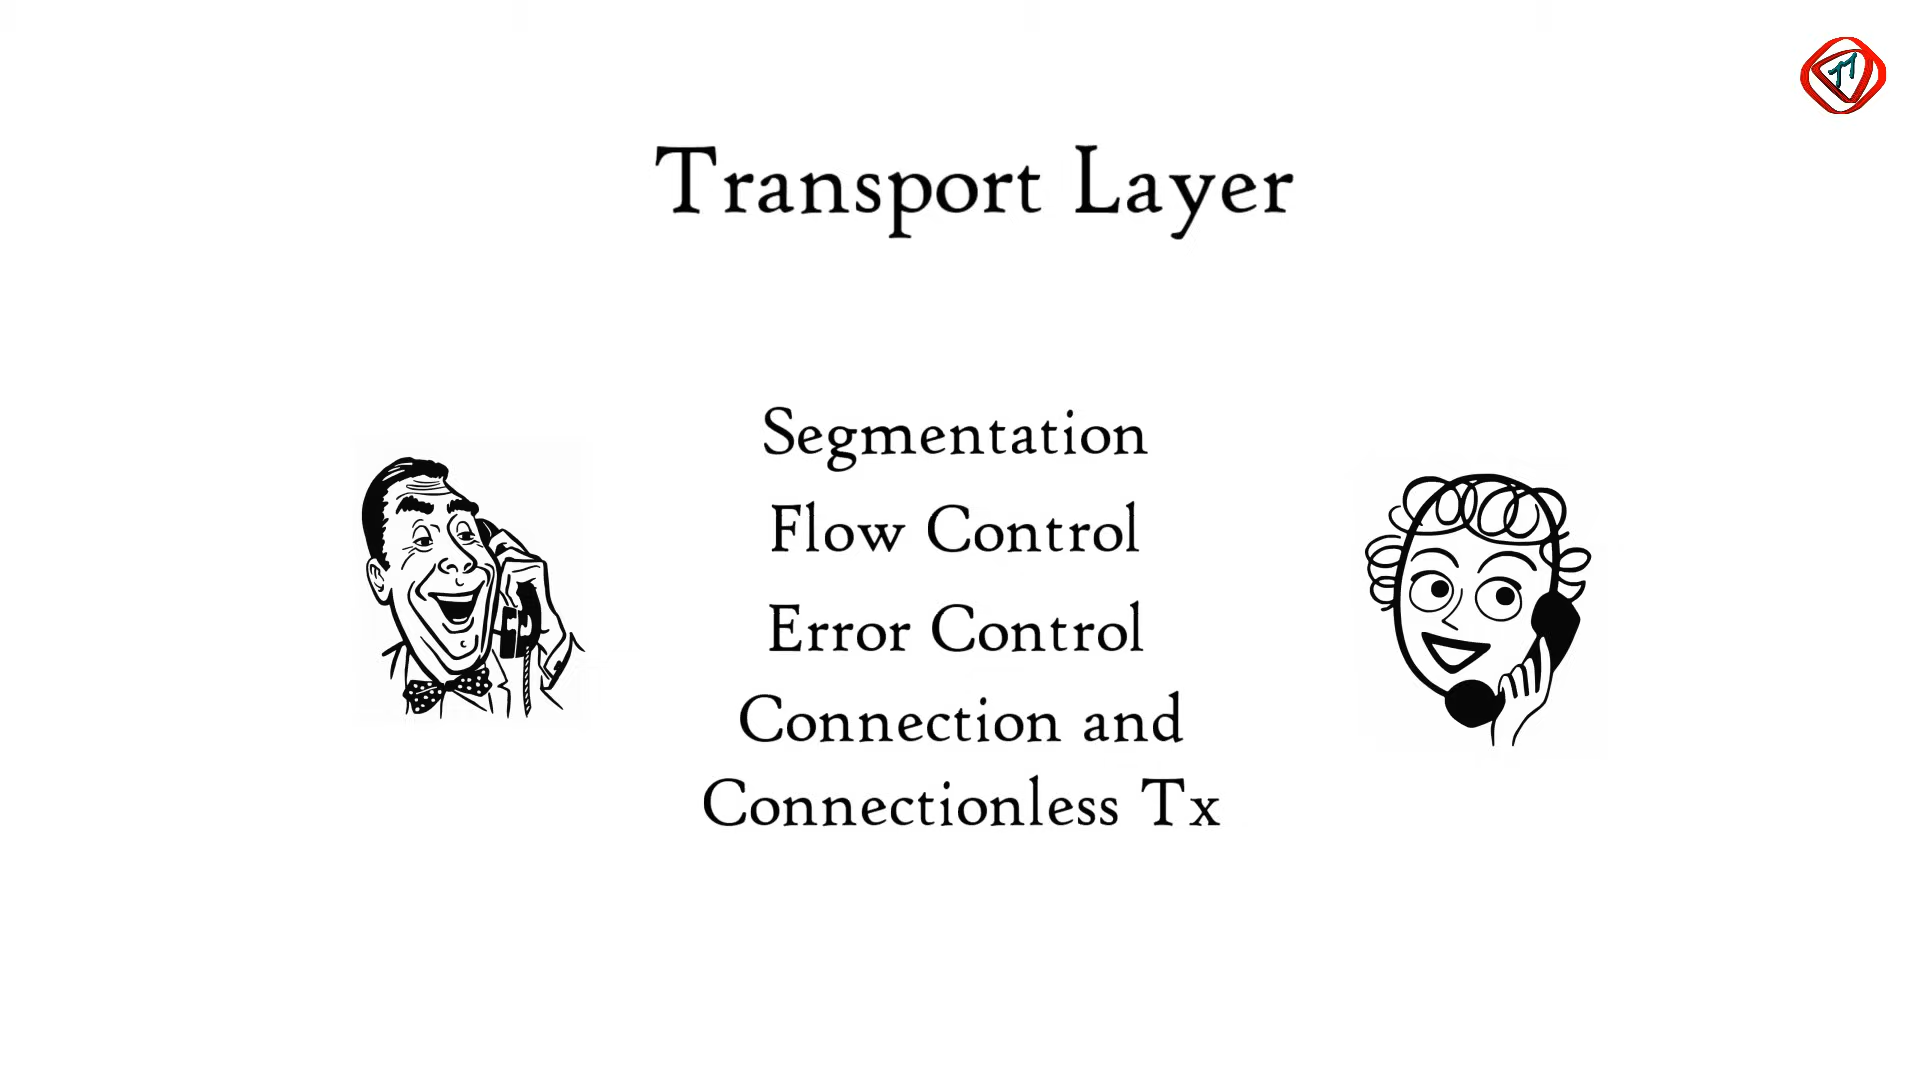 Transport Layer
Segmentation
Flow Control
Error Control
Connection and
Connectionless Tx